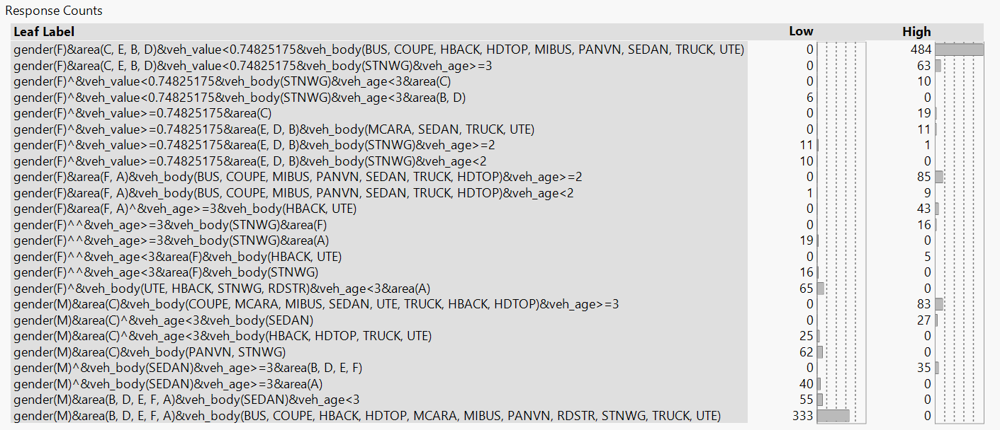 Response Counts
Leaf Label Low High
gender(F)&area(C, E, B, D)&veh_value<0.74825175&veh_body(BUS, COUPE, HBACK, HDTOP, MIBUS, PANVN, SEDAN, TRUCK, UTE) 0 484
gender(F)&area(C, E, B, D)&veh_value<0.74825175&veh_body(STNWG)&veh_age>=3 0 63
gender(F)^&veh_value<0.74825175&veh_body(STNWG)&veh_age<3&area(C) 0 10
gender(F)^&veh_value<0.74825175&veh_body(STNWG)&veh_age<3&area(B, D) 6 0
gender(F)^&veh_value>=0.74825175&area(C) 0 19
gender(F)^&veh_value>=0.74825175&area(E, D, B)&veh_body(MCARA, SEDAN, TRUCK, UTE) 0 11
gender(F)^&veh_value>=0.74825175&area(E, D, B)&veh_body(STNWG)&veh_age>=2 11 1
gender(F)^&veh_value>=0.74825175&area(E, D, B)&veh_body(STNWG)&veh_age<2 10 0
gender(F)&area(F, A)&veh_body(BUS, COUPE, MIBUS, PANVN, SEDAN, TRUCK, HDTOP)&veh_age>=2 0 85
gender(F)&area(F, A)&veh_body(BUS, COUPE, MIBUS, PANVN, SEDAN, TRUCK, HDTOP)&veh_age<2 1 9
gender(F)&area(F, A)^&veh_age>=3&veh_body(HBACK, UTE) 0 43
gender(F)^^&veh_age>=3&veh_body(STNWG)&area(F) 0 16
gender(F)^^&veh_age>=3&veh_body(STNWG)&area(A) 19 0
gender(F)^^&veh_age<3&area(F)&veh_body(HBACK, UTE) 0 5
gender(F)^^&veh_age<3&area(F)&veh_body(STNWG) 16 0
gender(F)^&veh_body(UTE, HBACK, STNWG, RDSTR)&veh_age<3&area(A) 65 0
gender(M)&area(C)&veh_body(COUPE, MCARA, MIBUS, SEDAN, UTE, TRUCK, HBACK, HDTOP)&veh_age>=3 0 83
gender(M)&area(C)^&veh_age<3&veh_body(SEDAN) 0 27
gender(M)&area(C)^&veh_age<3&veh_body(HBACK, HDTOP, TRUCK, UTE) 25 0
gender(M)&area(C)&veh_body(PANVN, STNWG) 62 0
gender(M)^&veh_body(SEDAN)&veh_age>=3&area(B, D, E, F) 0 35
gender(M)^&veh_body(SEDAN)&veh_age>=3&area(A) 40 0
gender(M)&area(B, D, E, F, A)&veh_body(SEDAN)&veh_age<3 55 0
gender(M)&area(B, D, E, F, A)&veh_body(BUS, COUPE, HBACK, HDTOP, MCARA, MIBUS, PANVN, RDSTR, STNWG, TRUCK, UTE) 333 0